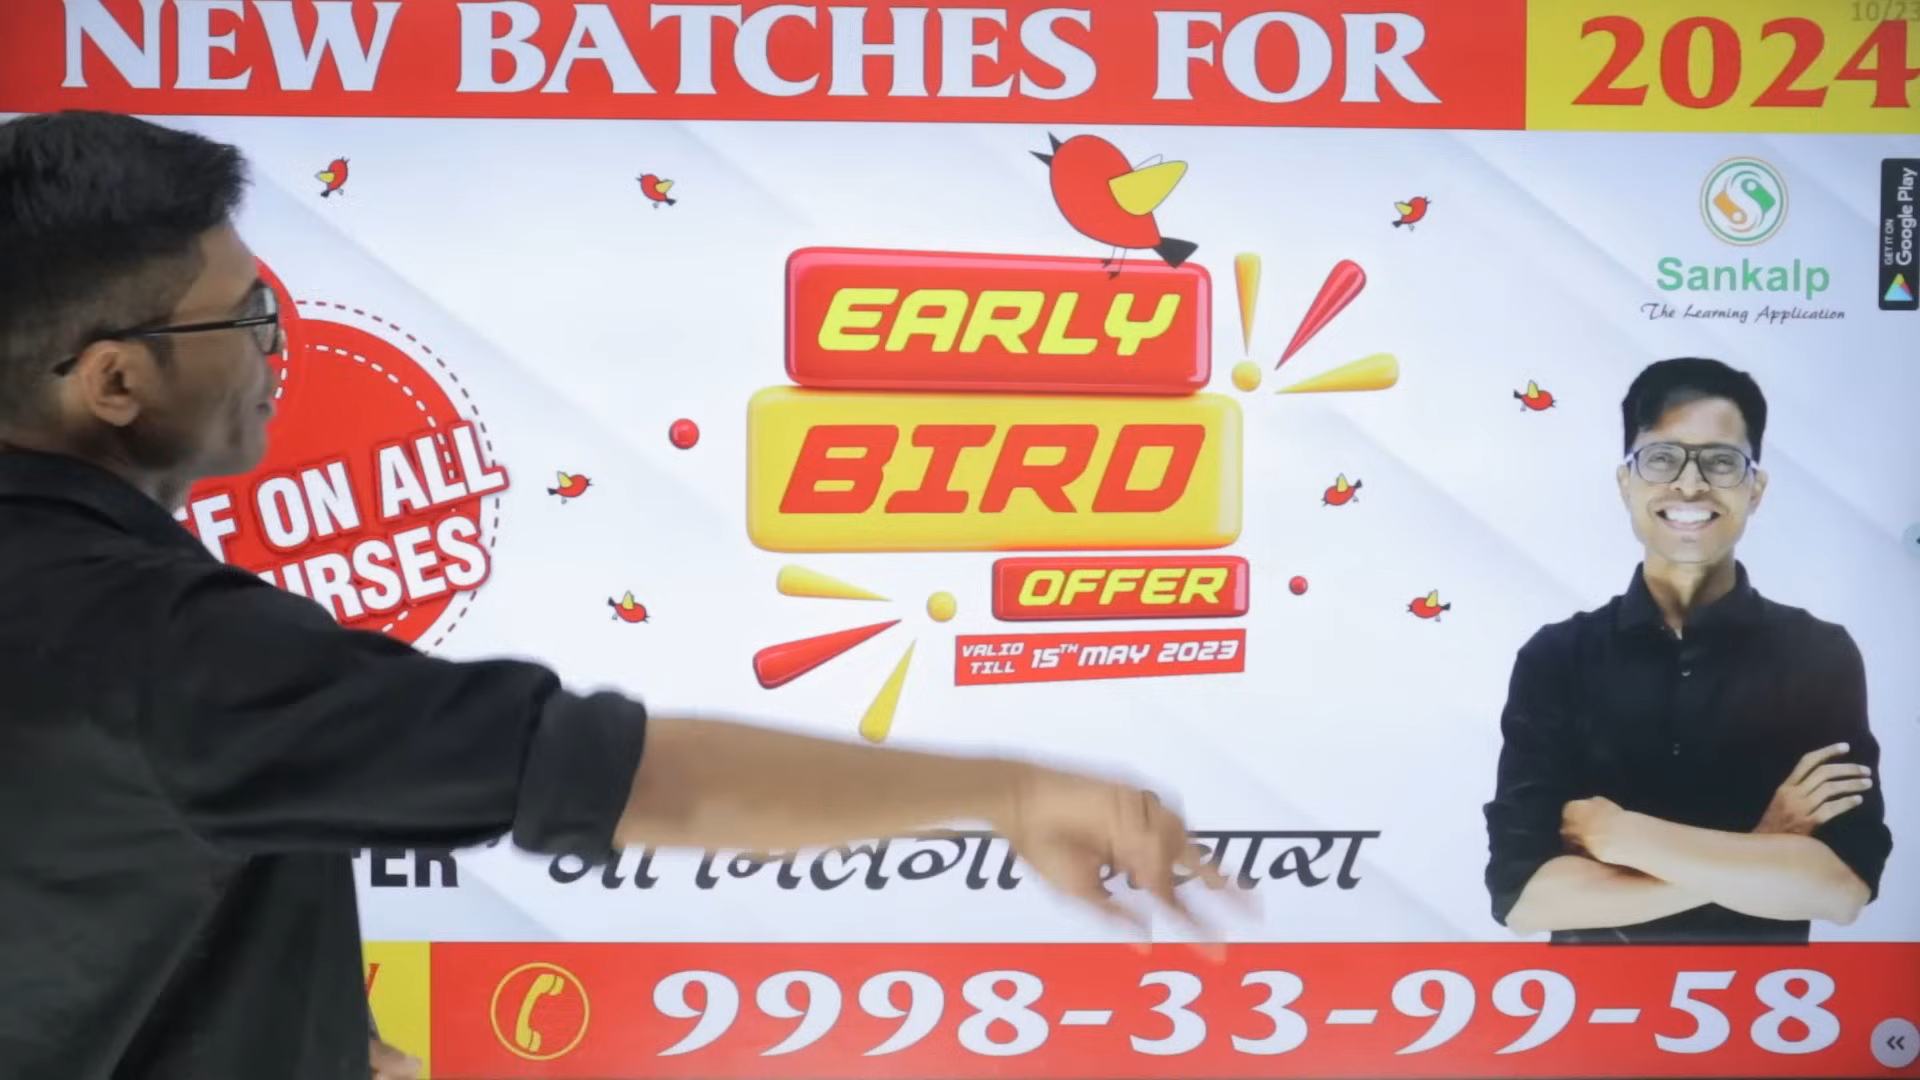 10/23
NEW BATCHES FOR 2024
GET IT ON
Google Play
Sankalp
The Learning Application
EARLY
BIRD
OFFER
VALID TILL 15TH MAY 2023
ON ALL
9998-33-99-58